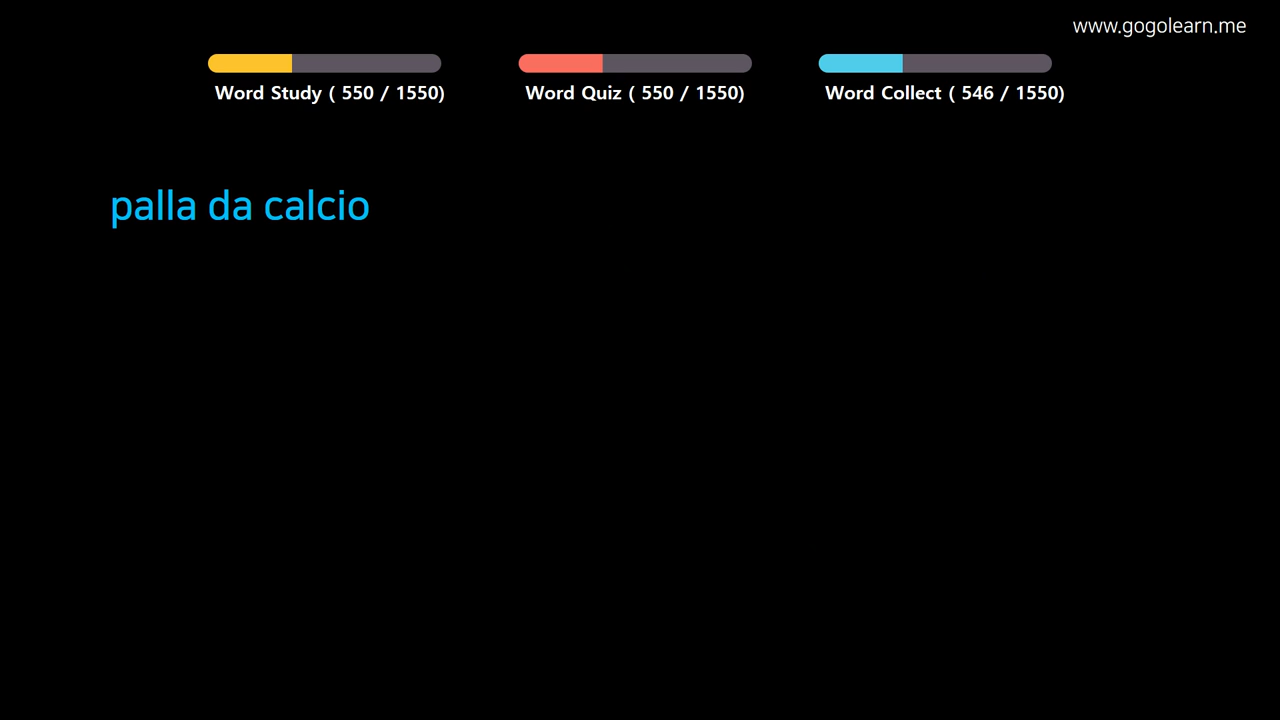 www.gogolearn.me
Word Study ( 550 / 1550)
Word Quiz ( 550 / 1550)
Word Collect ( 546 / 1550)
palla da calcio